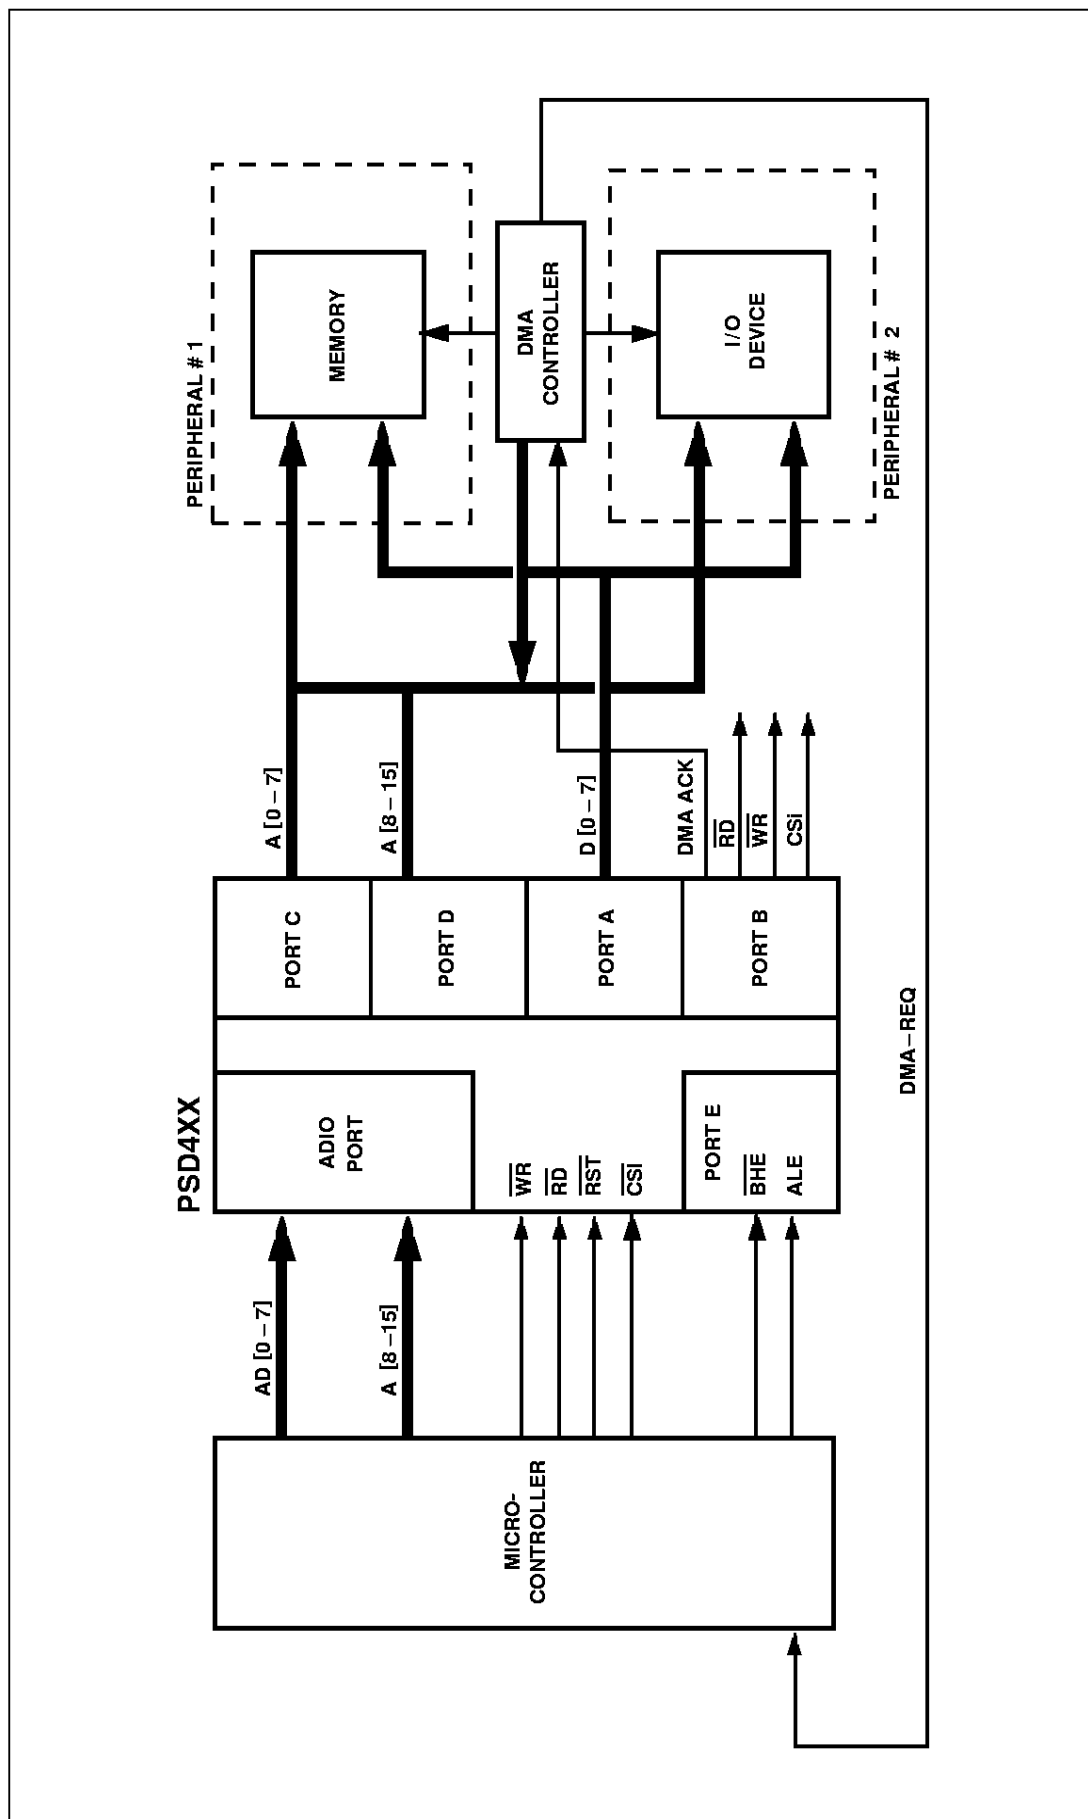 PSD4XX
MICRO-
CONTROLLER
AD [0 – 7]
A [8 –15]
ADIO
PORT
WR
RD
RST
CSi
PORT E
BHE
ALE
PORT C
PORT D
PORT A
PORT B
A [0 – 7]
A [8 – 15]
D [0 – 7]
DMA ACK
RD
WR
CSi
PERIPHERAL # 1
MEMORY
DMA
CONTROLLER
I/O
DEVICE
PERIPHERAL # 2
DMA–REQ